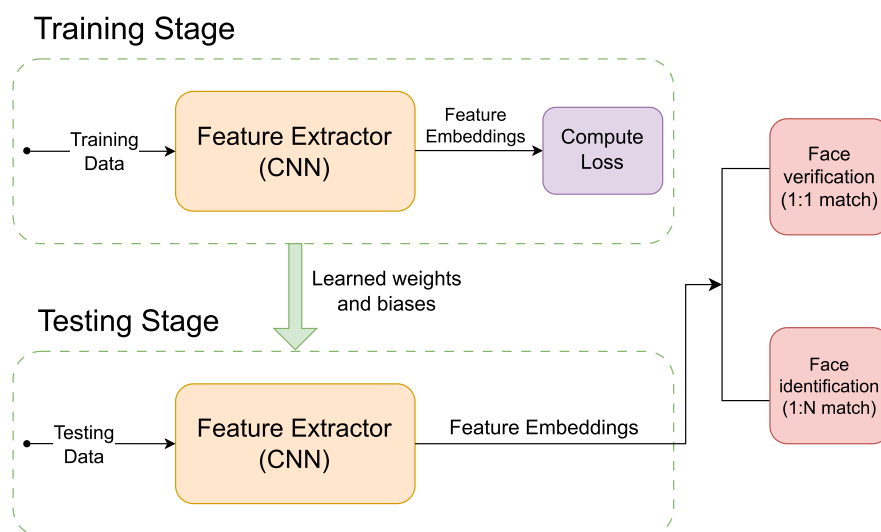 Training Stage
Training
Data
Feature Extractor
(CNN)
Feature
Embeddings
Compute
Loss
Face
verification
(1:1 match)
Learned weights
and biases
Testing Stage
Testing
Data
Feature Extractor
(CNN)
Feature Embeddings
Face
identification
(1:N match)